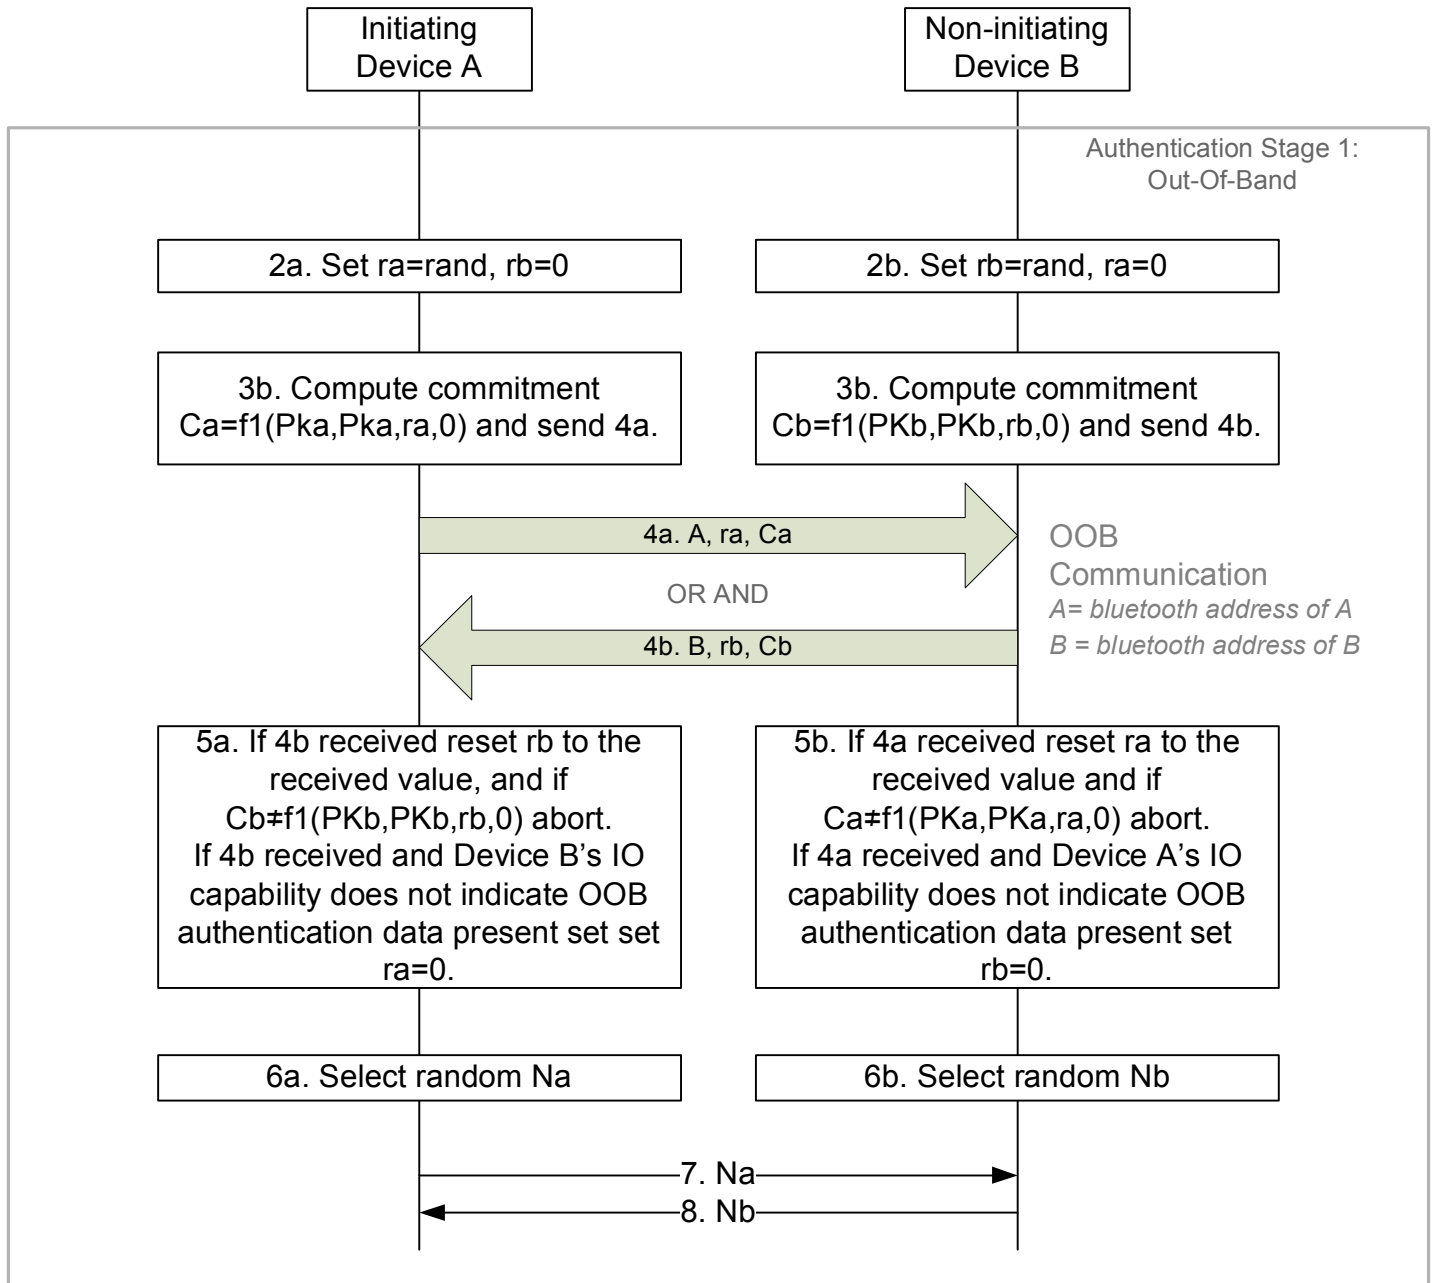 Initiating
Device A
Non-initiating
Device B
Authentication Stage 1:
Out-Of-Band
2a. Set ra=rand, rb=0
2b. Set rb=rand, ra=0
3b. Compute commitment
Ca=f1(Pka,Pka,ra,0) and send 4a.
3b. Compute commitment
Cb=f1(PKb,PKb,rb,0) and send 4b.
4a. A, ra, Ca
OR AND
4b. B, rb, Cb
OOB
Communication
A= bluetooth address of A
B = bluetooth address of B
5a. If 4b received reset rb to the
received value, and if
Cb≠f1(PKb,PKb,rb,0) abort.
If 4b received and Device B’s IO
capability does not indicate OOB
authentication data present set set
ra=0.
5b. If 4a received reset ra to the
received value and if
Ca≠f1(PKa,PKa,ra,0) abort.
If 4a received and Device A’s IO
capability does not indicate OOB
authentication data present set
rb=0.
6a. Select random Na
6b. Select random Nb
7. Na
8. Nb